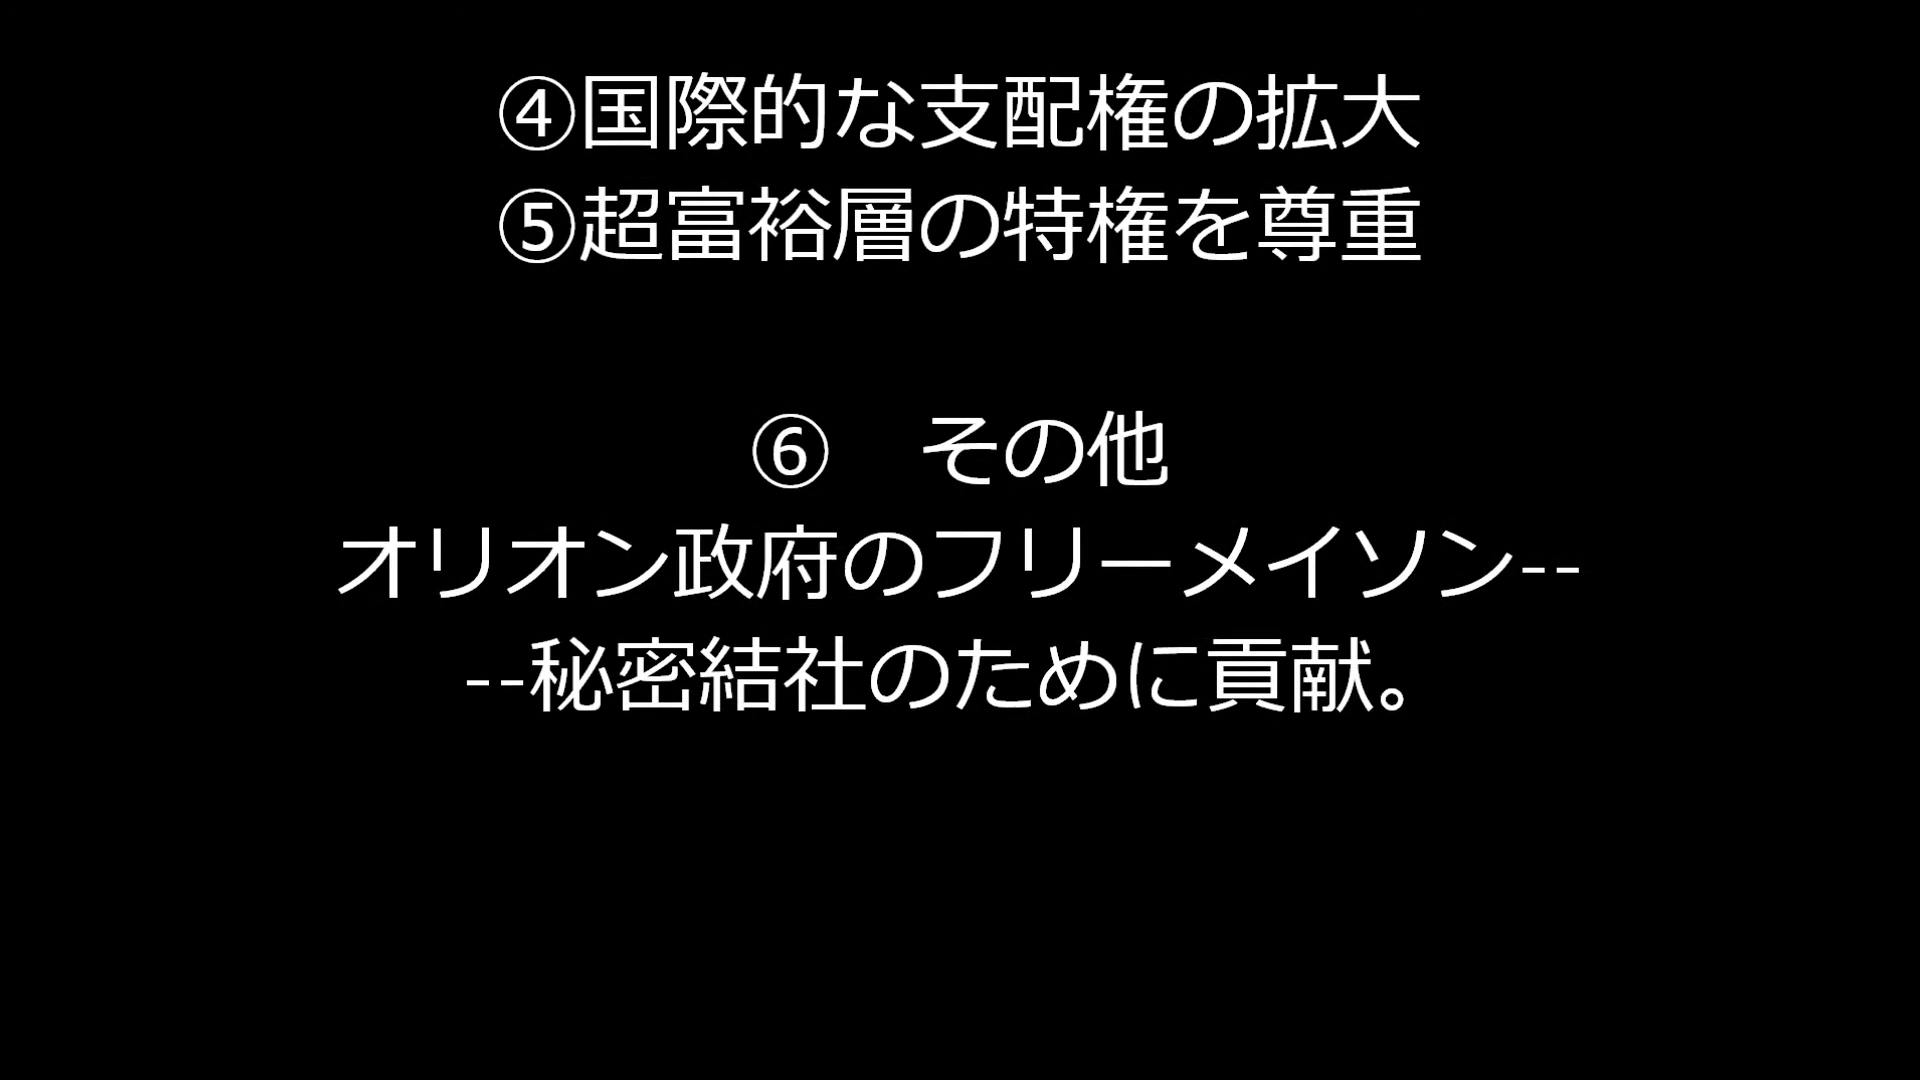 ④国際的な支配権の拡大
⑤超富裕層の特権を尊重
⑥　その他
オリオン政府のフリーメイソン--
--秘密結社のために貢献。